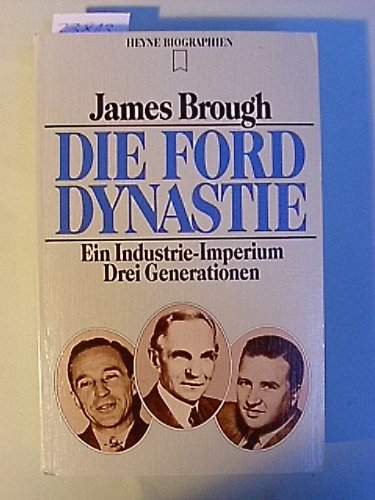 HEYNE BIOGRAPHIEN
James Brough
DIE FORD
DYNASTIE
Ein Industrie-Imperium
Drei Generationen